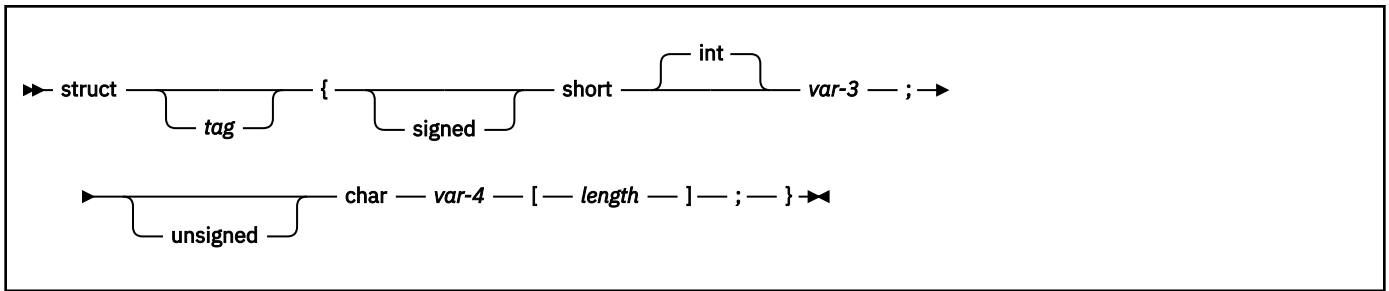 int
struct { short var-3 ;
tag signed
char var-4 [ length ] ; }
unsigned